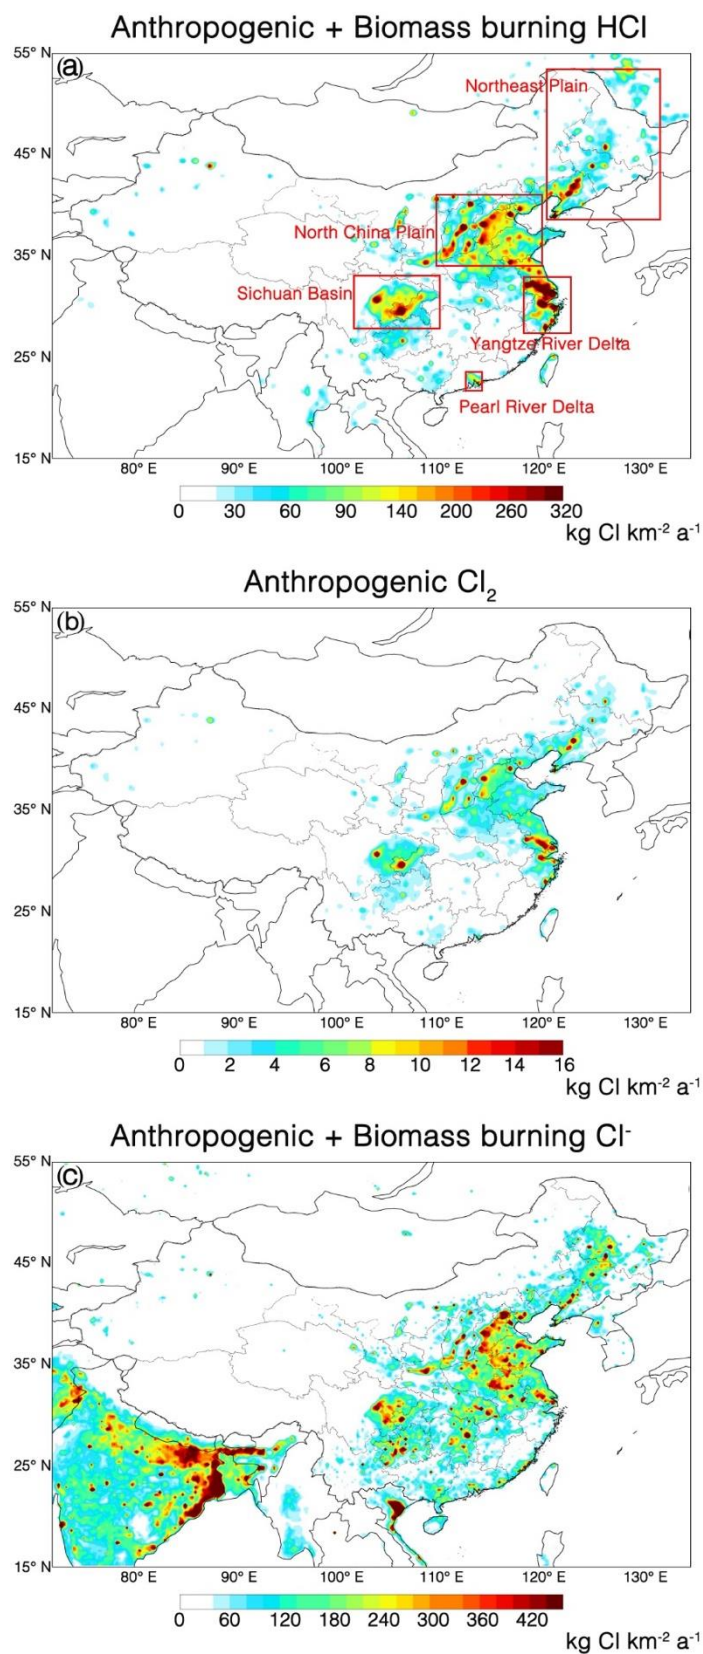 Anthropogenic + Biomass burning HCl
55° N
(a)
Northeast Plain
45° N
North China Plain
35° N
Sichuan Basin
Yangtze River Delta
25° N
Pearl River Delta
15° N
80° E 90° E 100° E 110° E 120° E 130° E
0 30 60 90 140 200 260 320
kg Cl km⁻² a⁻¹
Anthropogenic Cl₂
55° N
(b)
45° N
35° N
25° N
15° N
80° E 90° E 100° E 110° E 120° E 130° E
0 2 4 6 8 10 12 14 16
kg Cl km⁻² a⁻¹
Anthropogenic + Biomass burning Cl⁻
55° N
(c)
45° N
35° N
25° N
15° N
80° E 90° E 100° E 110° E 120° E 130° E
0 60 120 180 240 300 360 420
kg Cl km⁻² a⁻¹